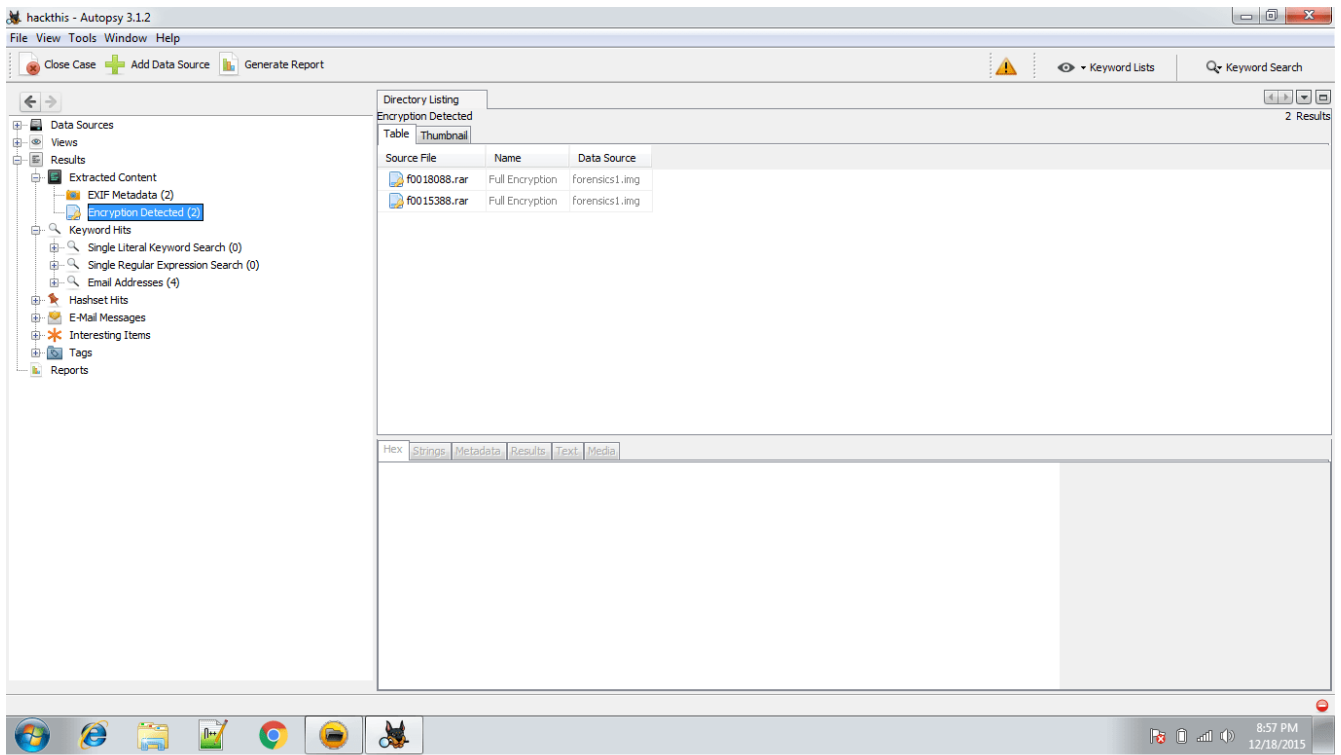 hackthis - Autopsy 3.1.2
File View Tools Window Help
Close Case Add Data Source Generate Report Keyword Lists Keyword Search
Directory Listing
Encryption Detected 2 Results
Table Thumbnail
Source File Name Data Source
f0018088.rar Full Encryption forensics1.img
f0015388.rar Full Encryption forensics1.img
Data Sources
Views
Results
Extracted Content
EXIF Metadata (2)
Encryption Detected (2)
Keyword Hits
Single Literal Keyword Search (0)
Single Regular Expression Search (0)
Email Addresses (4)
Hashset Hits
E-Mail Messages
Interesting Items
Tags
Reports
Hex Strings Metadata Results Text Media
8:57 PM
12/18/2015